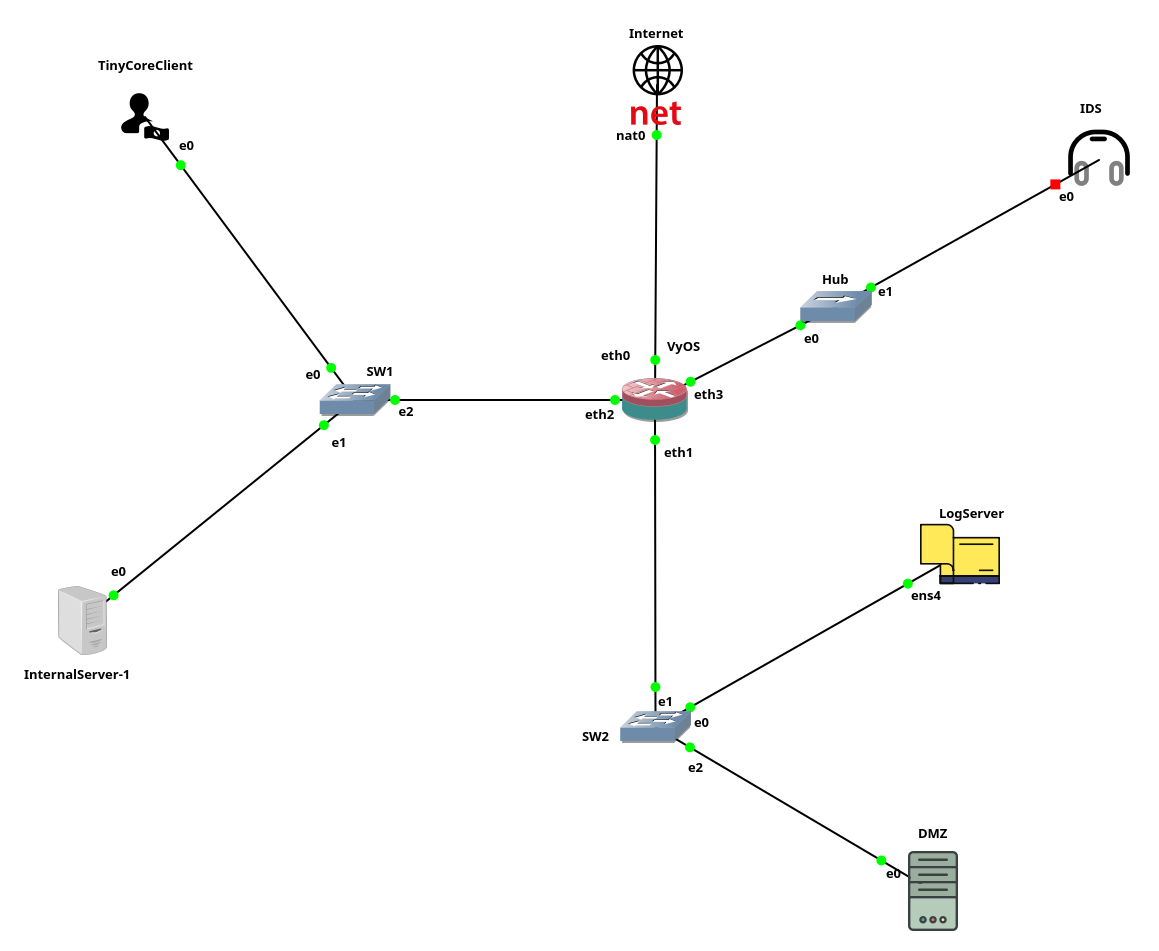 Internet
TinyCoreClient
net
IDS
nat0
e0
e0
Hub
e1
e0
VyOS
eth0
SW1
e0
eth3
e2
eth2
e1
eth1
LogServer
e0
ens4
InternalServer-1
e1
e0
SW2
e2
DMZ
e0